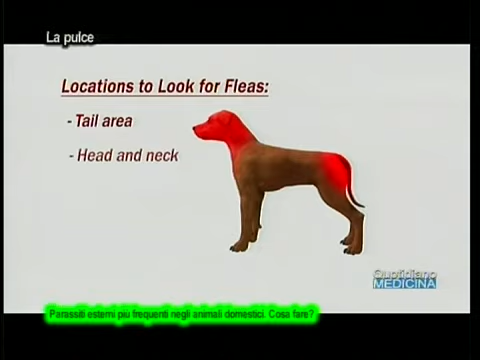 La pulce
Locations to Look for Fleas:
- Tail area
- Head and neck
Quotidiano
MEDICINA
Parassiti esterni più frequenti negli animali domestici. Cosa fare?